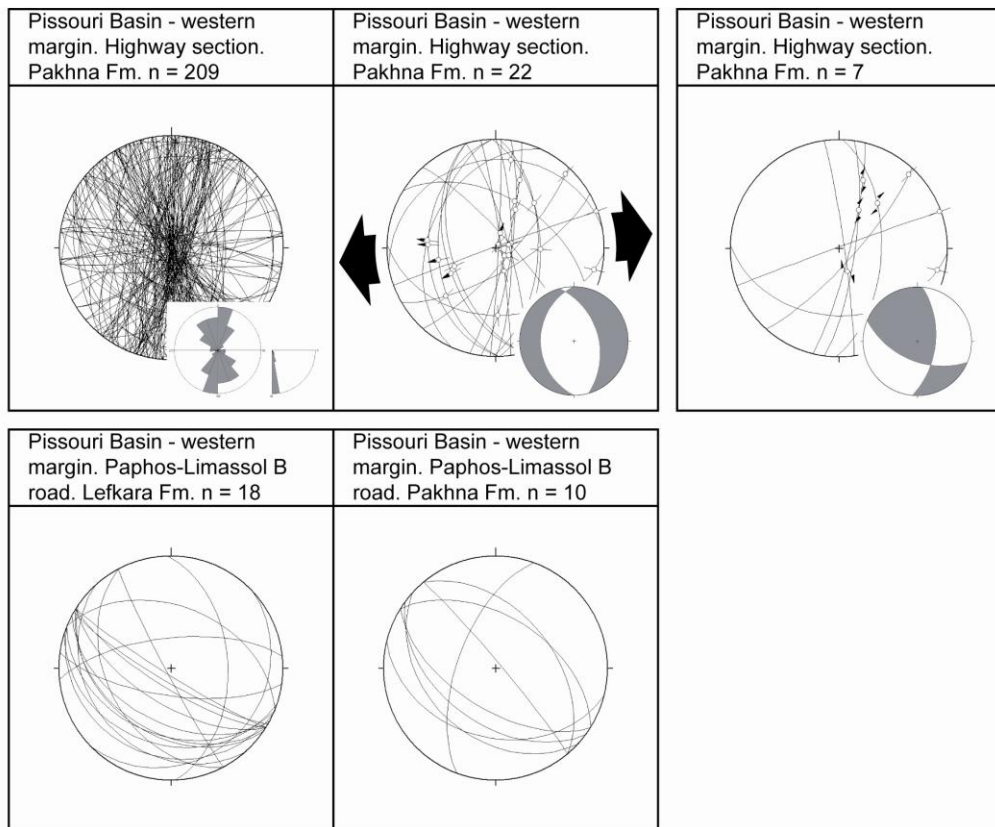 Pissouri Basin - western
margin. Highway section.
Pakhna Fm. n = 209
Pissouri Basin - western
margin. Highway section.
Pakhna Fm. n = 22
Pissouri Basin - western
margin. Highway section.
Pakhna Fm. n = 7
Pissouri Basin - western
margin. Paphos-Limassol B
road. Lefkara Fm. n = 18
Pissouri Basin - western
margin. Paphos-Limassol B
road. Pakhna Fm. n = 10